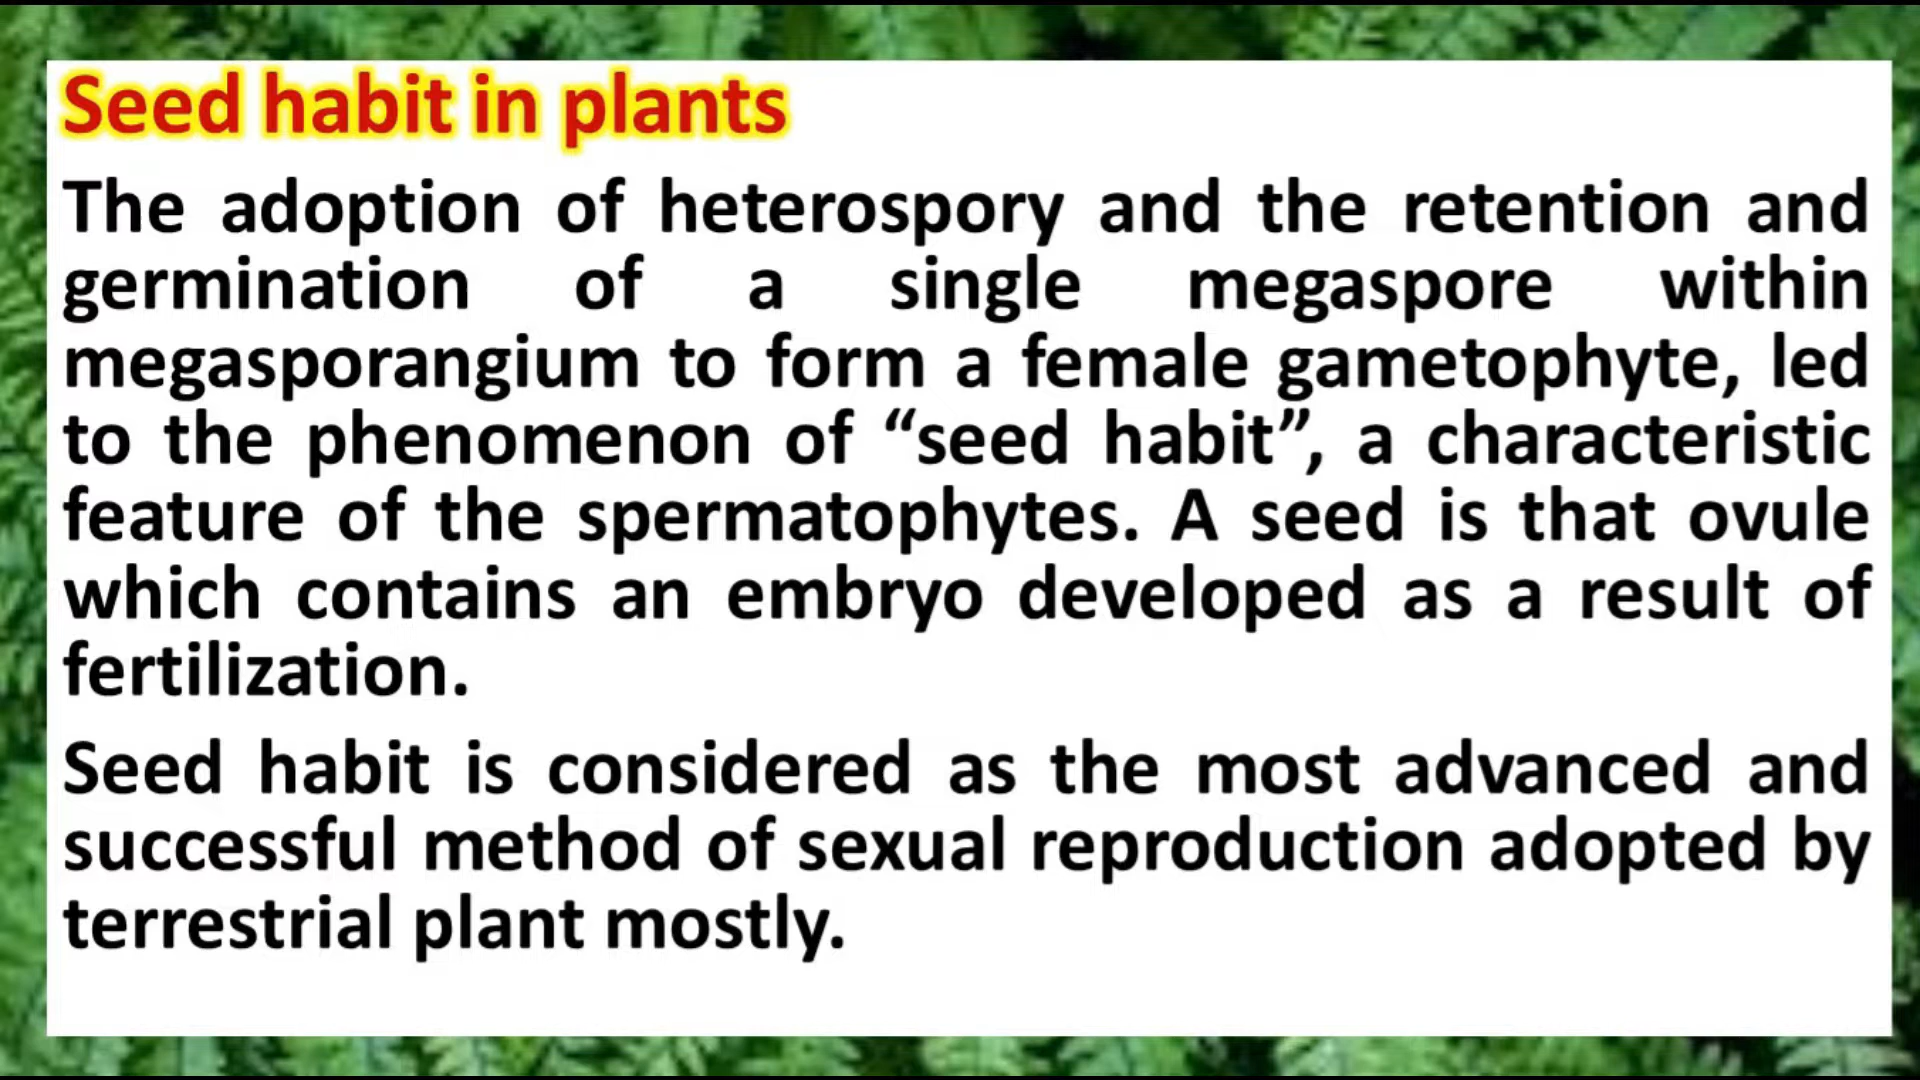 Seed habit in plants
The adoption of heterospory and the retention and
germination of a single megaspore within
megasporangium to form a female gametophyte, led
to the phenomenon of “seed habit”, a characteristic
feature of the spermatophytes. A seed is that ovule
which contains an embryo developed as a result of
fertilization.
Seed habit is considered as the most advanced and
successful method of sexual reproduction adopted by
terrestrial plant mostly.